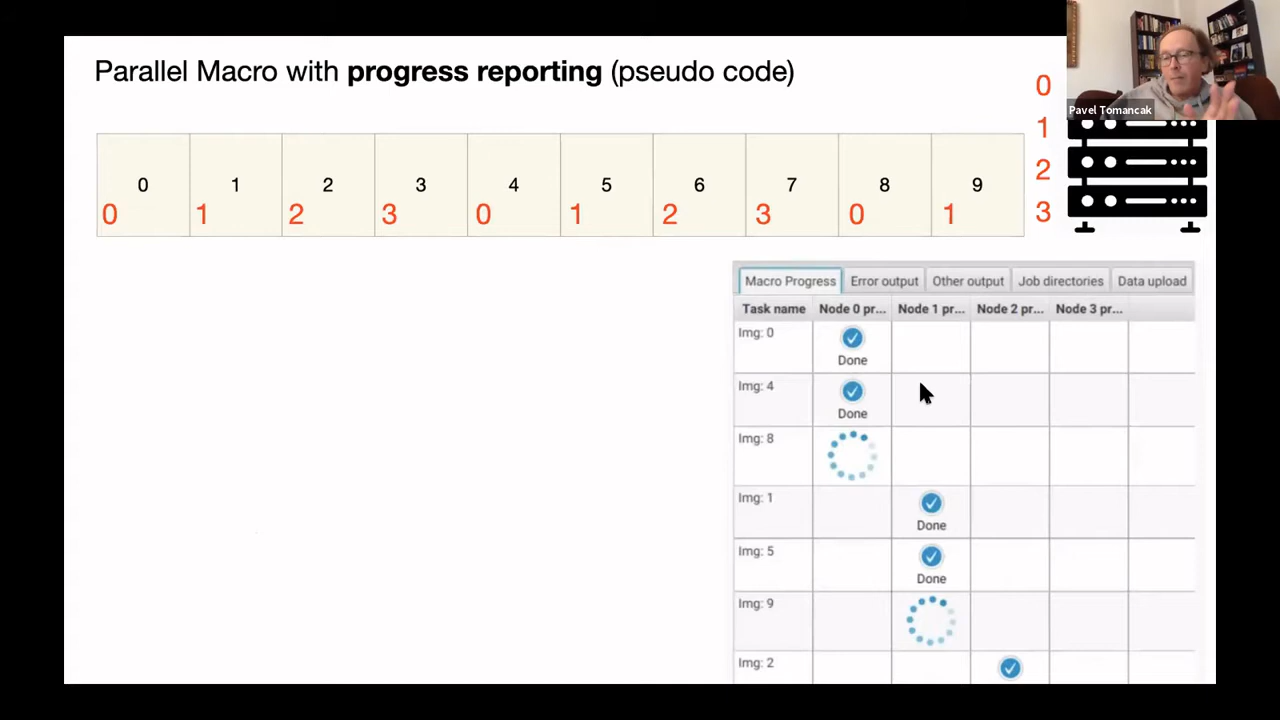 Parallel Macro with progress reporting (pseudo code)
Pavel Tomancak
0
1
2
3
0 1 2 3 4 5 6 7 8 9
0 1 2 3 0 1 2 3 0 1
Macro Progress Error output Other output Job directories Data upload
Task name Node 0 pr... Node 1 pr... Node 2 pr... Node 3 pr...
Img: 0
Done
Img: 4
Done
Img: 8
Img: 1
Done
Img: 5
Done
Img: 9
Img: 2